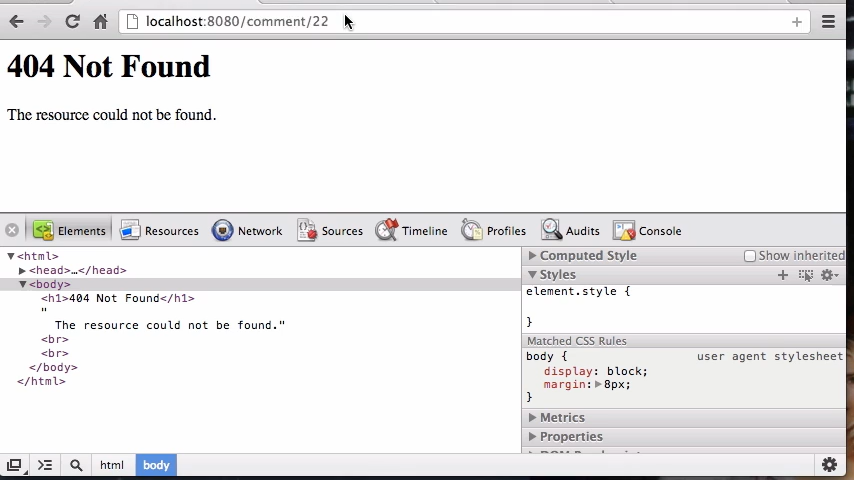 localhost:8080/comment/22
404 Not Found
The resource could not be found.
Elements Resources Network Sources Timeline Profiles Audits Console
▼<html>
▶<head>…</head>
▼<body>
<h1>404 Not Found</h1>
"
The resource could not be found."
<br>
<br>
</body>
</html>
▶ Computed Style Show inherited
▼ Styles
element.style {
}
Matched CSS Rules
body { user agent stylesheet
display: block;
margin:▶8px;
}
▶ Metrics
▶ Properties
html body